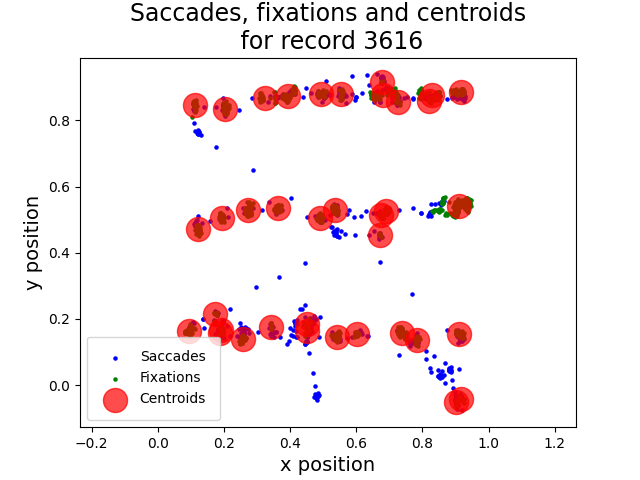 Saccades, fixations and centroids
for record 3616
y position
0.8
0.6
0.4
0.2
0.0
Saccades
Fixations
Centroids
−0.2 0.0 0.2 0.4 0.6 0.8 1.0 1.2
x position